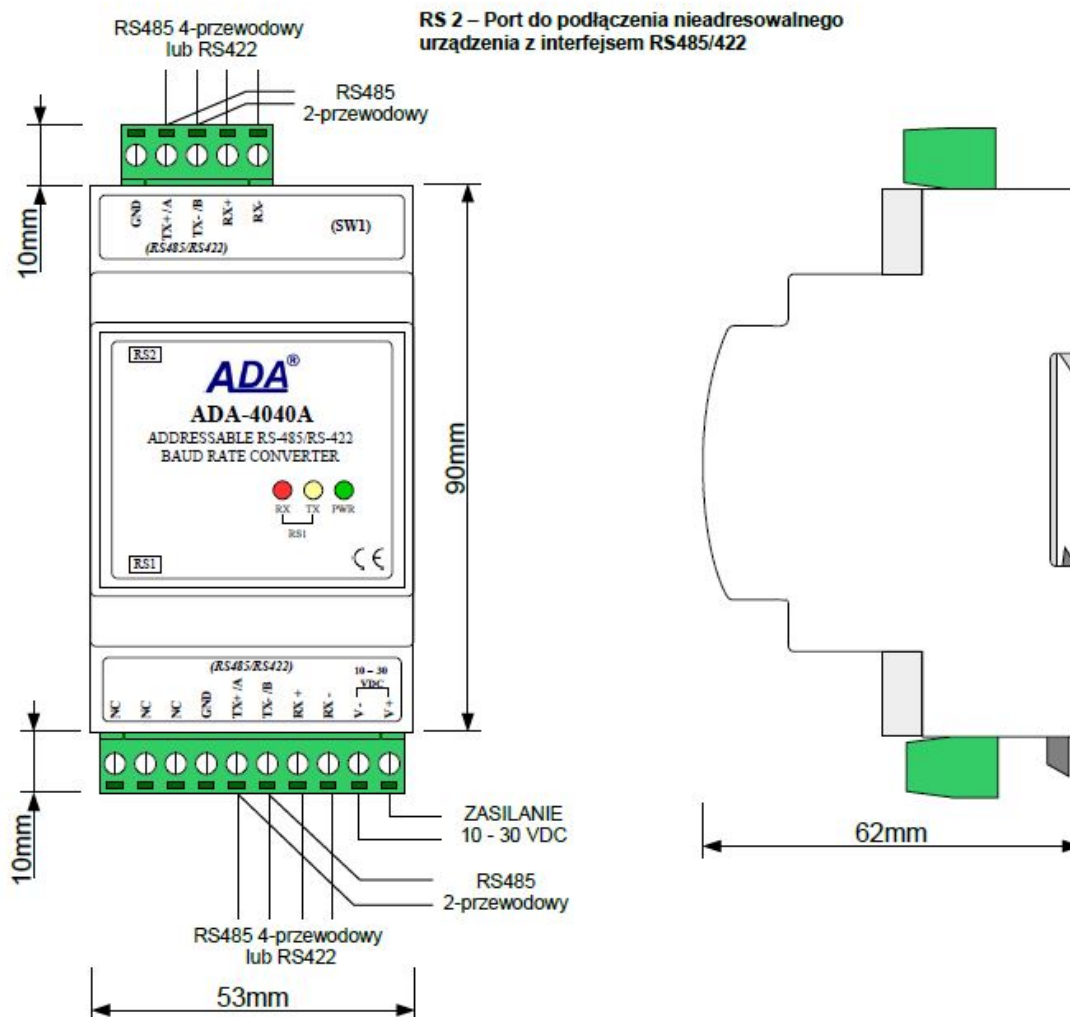 RS 2 – Port do podłączenia nieadresowalnego
urządzenia z interfejsem RS485/422
RS485 4-przewodowy
lub RS422
RS485
2-przewodowy
10mm
GND
TX+ /A
TX- /B
RX+
RX-
(RS485/RS422)
(SW1)
RS2
ADA®
ADA-4040A
ADDRESSABLE RS-485/RS-422
BAUD RATE CONVERTER
RX TX PWR
RS1
RS1
CE
90mm
(RS485/RS422)
10 – 30
VDC
NC
NC
NC
GND
TX+ /A
TX- /B
RX +
RX -
V -
V +
10mm
ZASILANIE
10 - 30 VDC
RS485
2-przewodowy
RS485 4-przewodowy
lub RS422
53mm
62mm